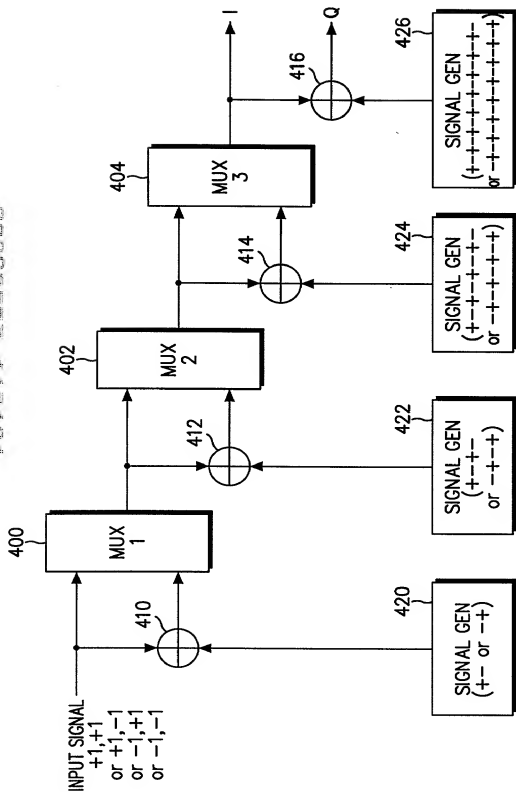 INPUT SIGNAL
+1,+1
or +1,-1
or -1,+1
or -1,-1
410
400
MUX
1
412
402
MUX
2
414
404
MUX
3
416
I
Q
420
SIGNAL GEN
(+- or -+)
422
SIGNAL GEN
(+-+-
or -+-+)
424
SIGNAL GEN
(+-+-+-+-
or -+-+-+-+)
426
SIGNAL GEN
(+-+-+-+-+-+-+-+-
or -+-+-+-+-+-+-+-+)